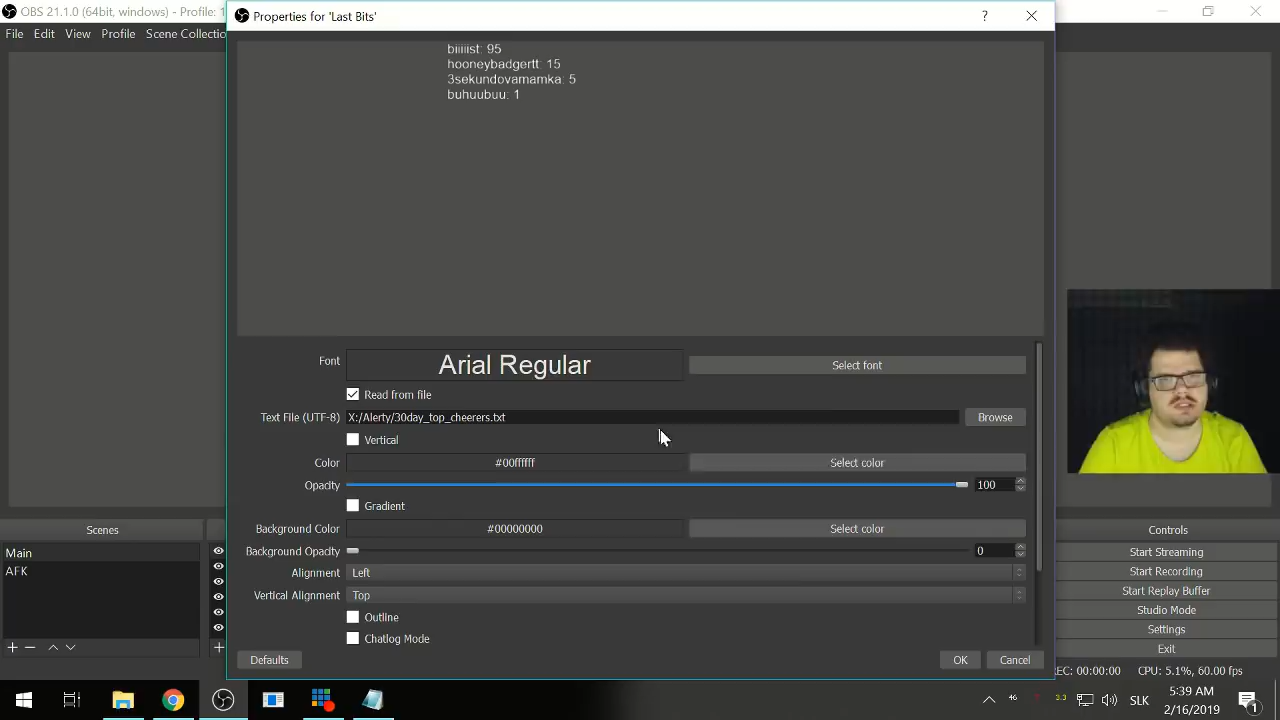 OBS 21.1.0 (64bit, windows) - Profile:
Properties for 'Last Bits'
?
File Edit View Profile Scene Collectio
biiiiist: 95
hooneybadgertt: 15
3sekundovamamka: 5
buhuubuu: 1
Font Arial Regular Select font
Read from file
Text File (UTF-8) X:/Alerty/30day_top_cheerers.txt Browse
Vertical
Color #00ffffff Select color
Opacity 100
Gradient
Background Color #00000000 Select color
Background Opacity 0
Alignment Left
Vertical Alignment Top
Outline
Chatlog Mode
Defaults OK Cancel
Scenes
Main
AFK
Controls
Start Streaming
Start Recording
Start Replay Buffer
Studio Mode
Settings
Exit
EC: 00:00:00 CPU: 5.1%, 60.00 fps
SLK
5:39 AM
2/16/2019
1